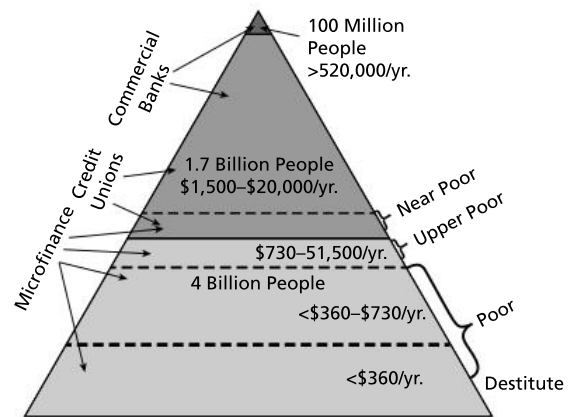 100 Million
People
>520,000/yr.
Commercial
Banks
Credit
Unions
Microfinance
1.7 Billion People
$1,500–$20,000/yr.
Near Poor
Upper Poor
$730–51,500/yr.
4 Billion People
<$360–$730/yr.
Poor
<$360/yr.
Destitute